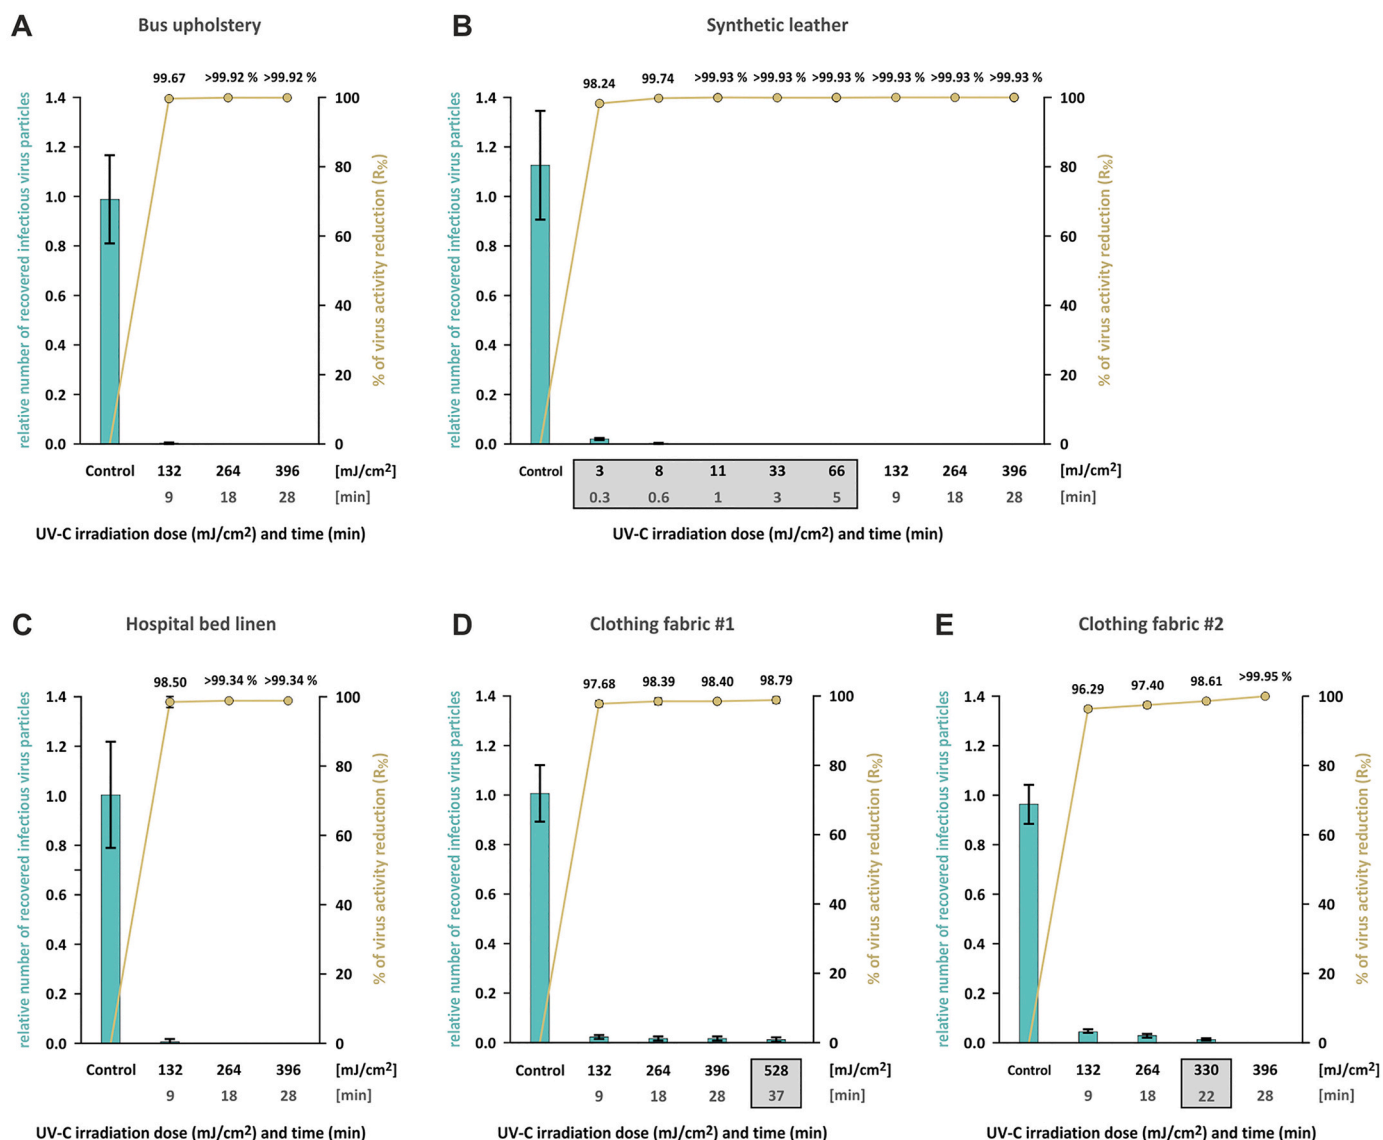 A
Bus upholstery
99.67 >99.92 % >99.92 %
relative number of recovered infectious virus particles
1.4
1.2
1.0
0.8
0.6
0.4
0.2
0.0
100
80
60
40
20
0
% of virus activity reduction (R%)
Control 132 264 396 [mJ/cm²]
9 18 28 [min]
UV-C irradiation dose (mJ/cm²) and time (min)
B
Synthetic leather
98.24 99.74 >99.93 % >99.93 % >99.93 % >99.93 % >99.93 % >99.93 %
relative number of recovered infectious virus particles
1.4
1.2
1.0
0.8
0.6
0.4
0.2
0.0
100
80
60
40
20
0
% of virus activity reduction (R%)
Control 3 8 11 33 66 132 264 396 [mJ/cm²]
0.3 0.6 1 3 5 9 18 28 [min]
UV-C irradiation dose (mJ/cm²) and time (min)
C
Hospital bed linen
98.50 >99.34 % >99.34 %
relative number of recovered infectious virus particles
1.4
1.2
1.0
0.8
0.6
0.4
0.2
0.0
100
80
60
40
20
0
% of virus activity reduction (R%)
Control 132 264 396 [mJ/cm²]
9 18 28 [min]
UV-C irradiation dose (mJ/cm²) and time (min)
D
Clothing fabric #1
97.68 98.39 98.40 98.79
relative number of recovered infectious virus particles
1.4
1.2
1.0
0.8
0.6
0.4
0.2
0.0
100
80
60
40
20
0
% of virus activity reduction (R%)
Control 132 264 396 528 [mJ/cm²]
9 18 28 37 [min]
UV-C irradiation dose (mJ/cm²) and time (min)
E
Clothing fabric #2
96.29 97.40 98.61 >99.95 %
relative number of recovered infectious virus particles
1.4
1.2
1.0
0.8
0.6
0.4
0.2
0.0
100
80
60
40
20
0
% of virus activity reduction (R%)
Control 132 264 330 396 [mJ/cm²]
9 18 22 28 [min]
UV-C irradiation dose (mJ/cm²) and time (min)